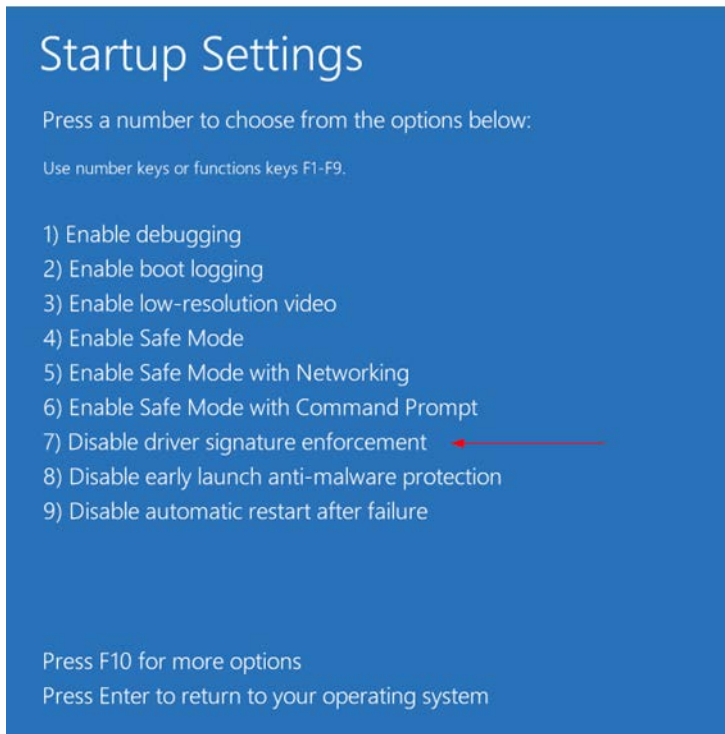 Startup Settings
Press a number to choose from the options below:
Use number keys or functions keys F1-F9.
1) Enable debugging
2) Enable boot logging
3) Enable low-resolution video
4) Enable Safe Mode
5) Enable Safe Mode with Networking
6) Enable Safe Mode with Command Prompt
7) Disable driver signature enforcement
8) Disable early launch anti-malware protection
9) Disable automatic restart after failure
Press F10 for more options
Press Enter to return to your operating system